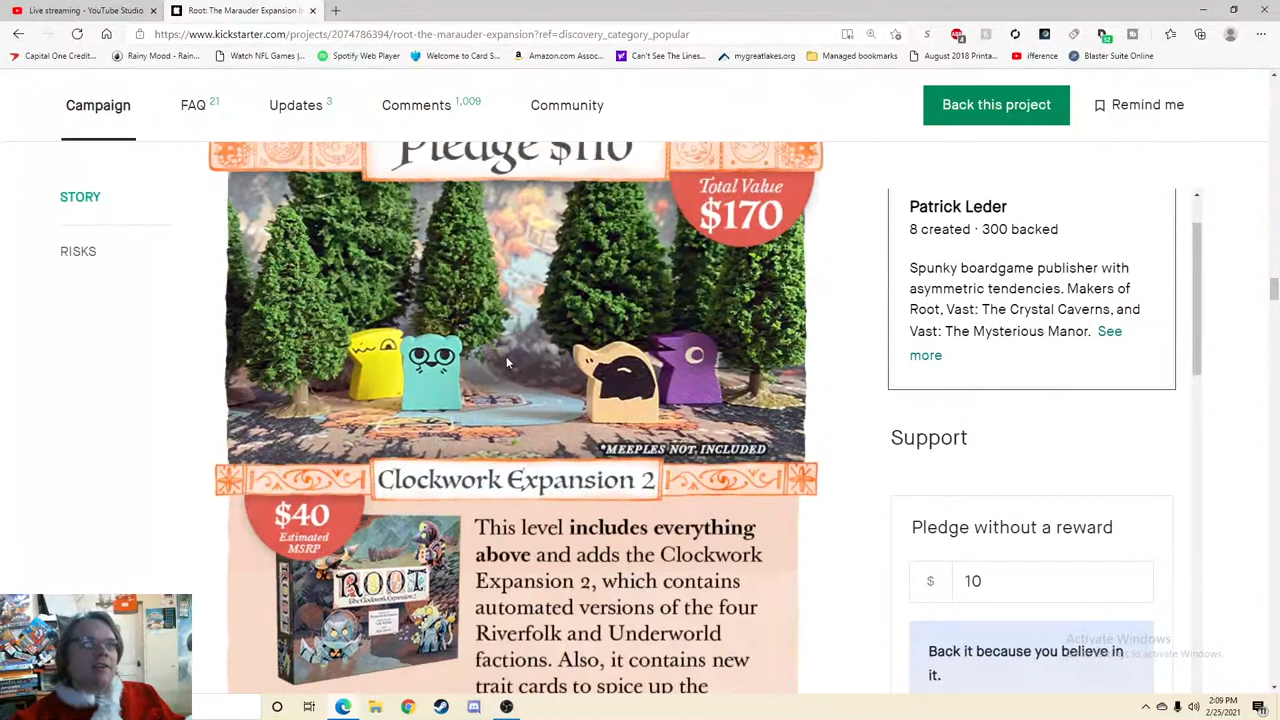 Live streaming - YouTube Studio
Root: The Marauder Expansion b
https://www.kickstarter.com/projects/2074786394/root-the-marauder-expansion?ref=discovery_category_popular
Capital One Credit...
Rainy Mood - Rain...
Watch WFL Games |...
Spotify Web Player
Welcome to Card S...
Amazon.com Assoc...
Can't See The Lines...
mygreatlakes.org
Managed bookmarks
August 2018 Printa...
ifference
Blaster Suite Online
Campaign
FAQ 21
Updates 3
Comments 1,009
Community
Back this project
Remind me
STORY
RISKS
Pledge $110
Total Value
$170
*MEEPLES NOT INCLUDED
Clockwork Expansion 2
$40
Estimated
MSRP
ROOT
The Clockwork Expansion 2
This level includes everything
above and adds the Clockwork
Expansion 2, which contains
automated versions of the four
Riverfolk and Underworld
factions. Also, it contains new
trait cards to spice up the
Patrick Leder
8 created · 300 backed
Spunky boardgame publisher with
asymmetric tendencies. Makers of
Root, Vast: The Crystal Caverns, and
Vast: The Mysterious Manor. See
more
Support
Pledge without a reward
$ 10
Back it because you believe in
it.
Activate Windows
2:09 PM
2/25/2021